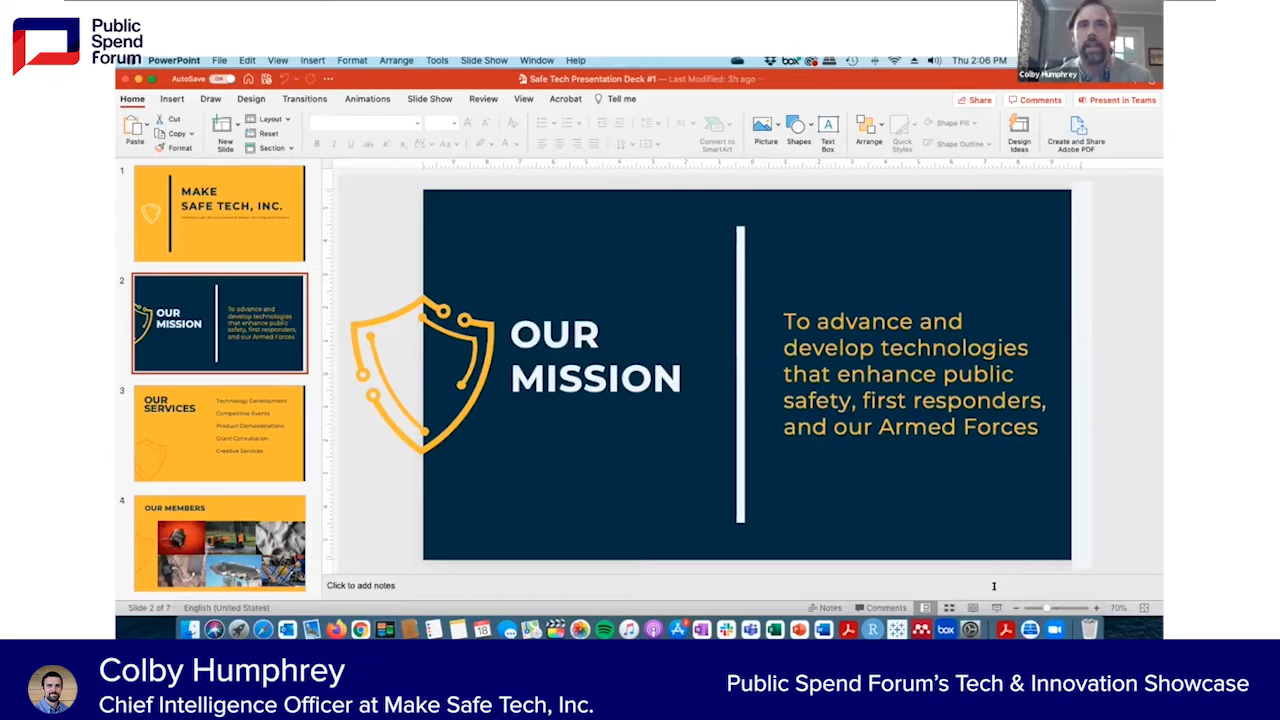 Public
Spend
Forum
PowerPoint File Edit View Insert Format Arrange Tools Slide Show Window Help
Thu 2:06 PM
AutoSave ON
Safe Tech Presentation Deck #1 — Last Modified: 3h ago
Home Insert Draw Design Transitions Animations Slide Show Review View Acrobat Tell me
Share Comments Present in Teams
Colby Humphrey
Paste
Cut
Copy
Format
New
Slide
Layout
Reset
Section
Convert to
SmartArt
Picture
Shapes
Text
Box
Arrange
Quick
Styles
Shape Fill
Shape Outline
Design
Ideas
Create and Share
Adobe PDF
1
MAKE
SAFE TECH, INC.
2
OUR
MISSION
To advance and
develop technologies
that enhance public
safety, first responders,
and our Armed Forces
3
OUR
SERVICES
Technology Development
Competitive Events
Product Demonstrations
Grant Consultation
Creative Services
4
OUR MEMBERS
OUR
MISSION
To advance and
develop technologies
that enhance public
safety, first responders,
and our Armed Forces
Click to add notes
Slide 2 of 7 English (United States)
Notes Comments 70%
Colby Humphrey
Chief Intelligence Officer at Make Safe Tech, Inc.
Public Spend Forum’s Tech & Innovation Showcase